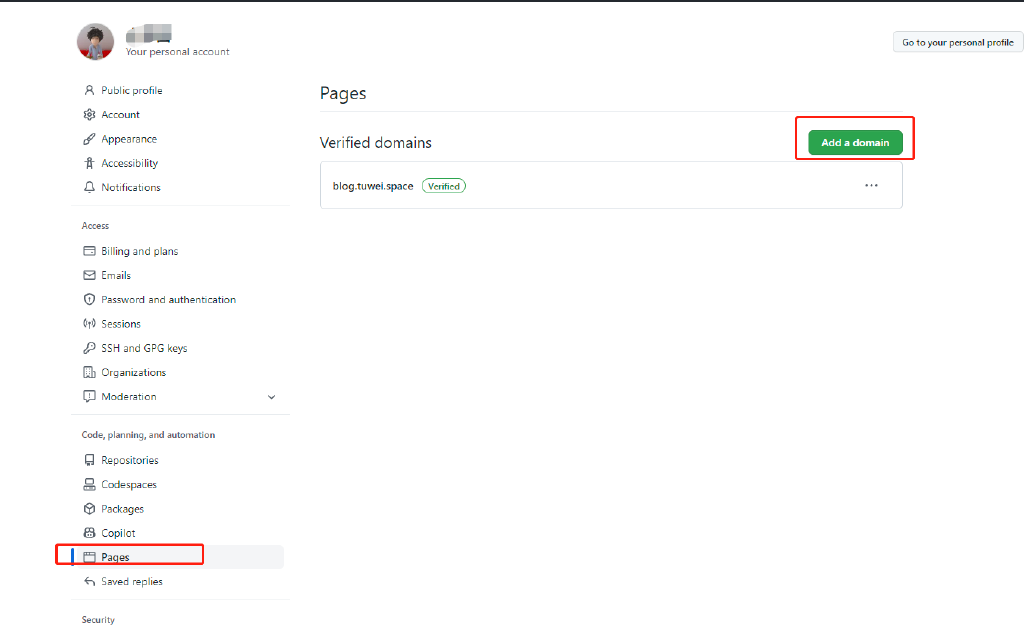 Your personal account
Go to your personal profile
Public profile
Account
Appearance
Accessibility
Notifications
Access
Billing and plans
Emails
Password and authentication
Sessions
SSH and GPG keys
Organizations
Moderation
Code, planning, and automation
Repositories
Codespaces
Packages
Copilot
Pages
Saved replies
Security
Pages
Verified domains
Add a domain
blog.tuwei.space Verified